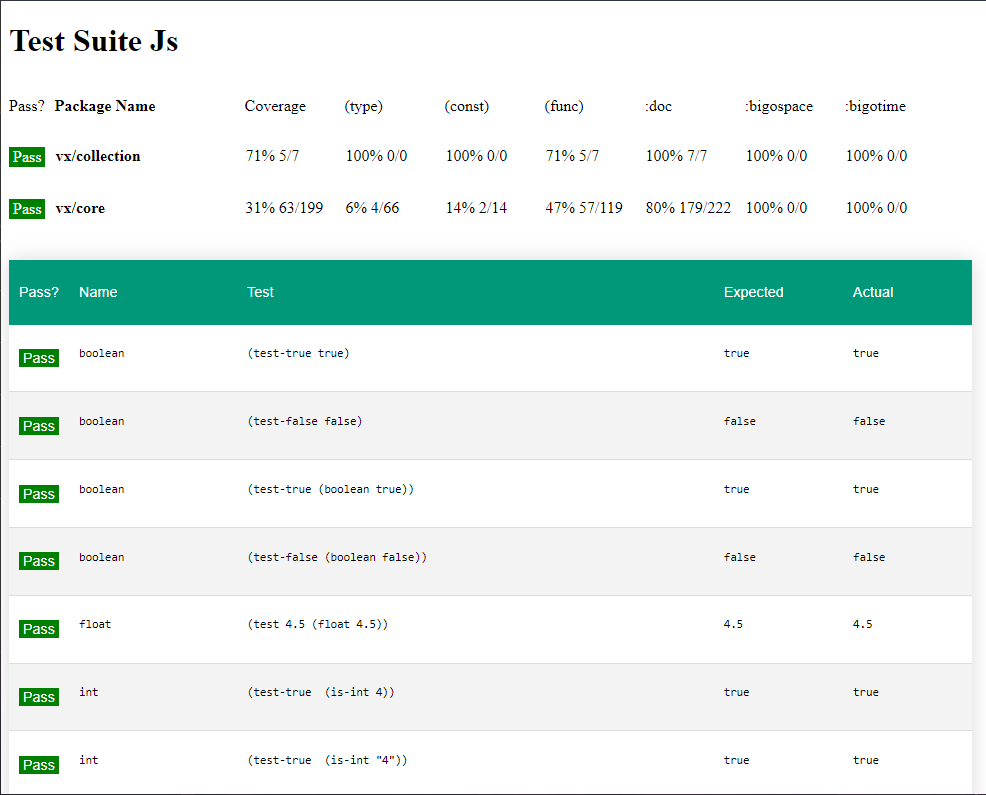 Test Suite Js
Pass? Package Name Coverage (type) (const) (func) :doc :bigospace :bigotime
Pass vx/collection 71% 5/7 100% 0/0 100% 0/0 71% 5/7 100% 7/7 100% 0/0 100% 0/0
Pass vx/core 31% 63/199 6% 4/66 14% 2/14 47% 57/119 80% 179/222 100% 0/0 100% 0/0
Pass? Name Test Expected Actual
Pass boolean (test-true true) true true
Pass boolean (test-false false) false false
Pass boolean (test-true (boolean true)) true true
Pass boolean (test-false (boolean false)) false false
Pass float (test 4.5 (float 4.5)) 4.5 4.5
Pass int (test-true  (is-int 4)) true true
Pass int (test-true  (is-int "4")) true true